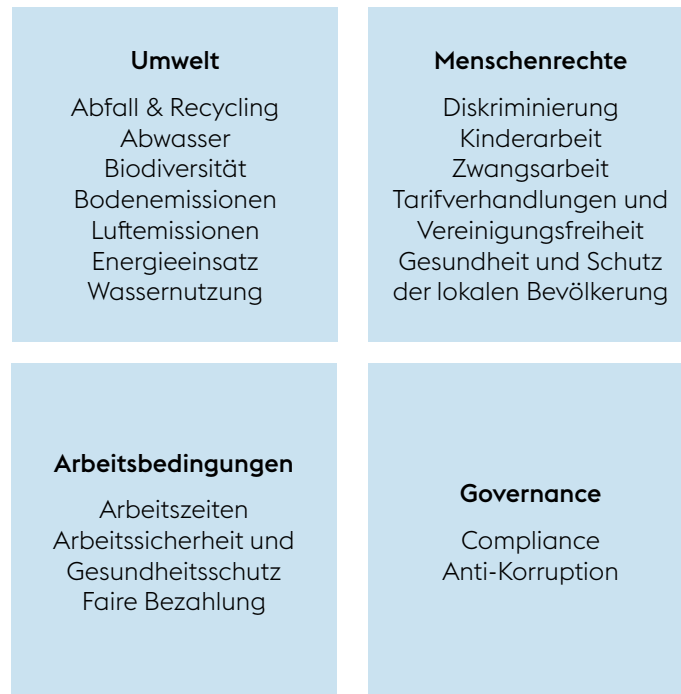 Umwelt
Abfall & Recycling
Abwasser
Biodiversität
Bodenemissionen
Luftemissionen
Energieeinsatz
Wassernutzung
Menschenrechte
Diskriminierung
Kinderarbeit
Zwangsarbeit
Tarifverhandlungen und
Vereinigungsfreiheit
Gesundheit und Schutz
der lokalen Bevölkerung
Arbeitsbedingungen
Arbeitszeiten
Arbeitssicherheit und
Gesundheitsschutz
Faire Bezahlung
Governance
Compliance
Anti-Korruption